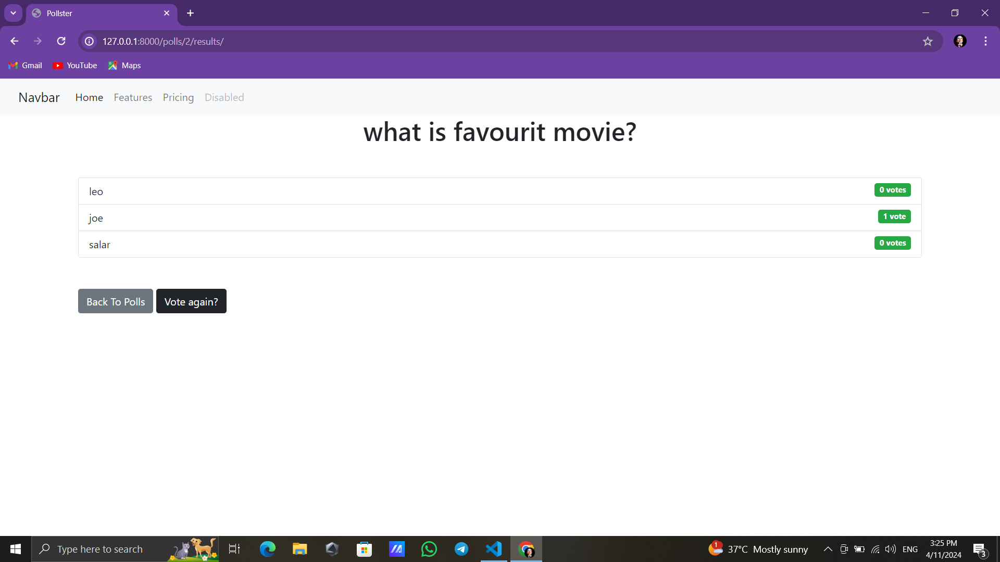 Pollster
127.0.0.1:8000/polls/2/results/
Gmail YouTube Maps
Navbar Home Features Pricing Disabled
what is favourit movie?
leo 0 votes
joe 1 vote
salar 0 votes
Back To Polls Vote again?
Type here to search
1 37°C Mostly sunny ENG
3:25 PM
4/11/2024
3